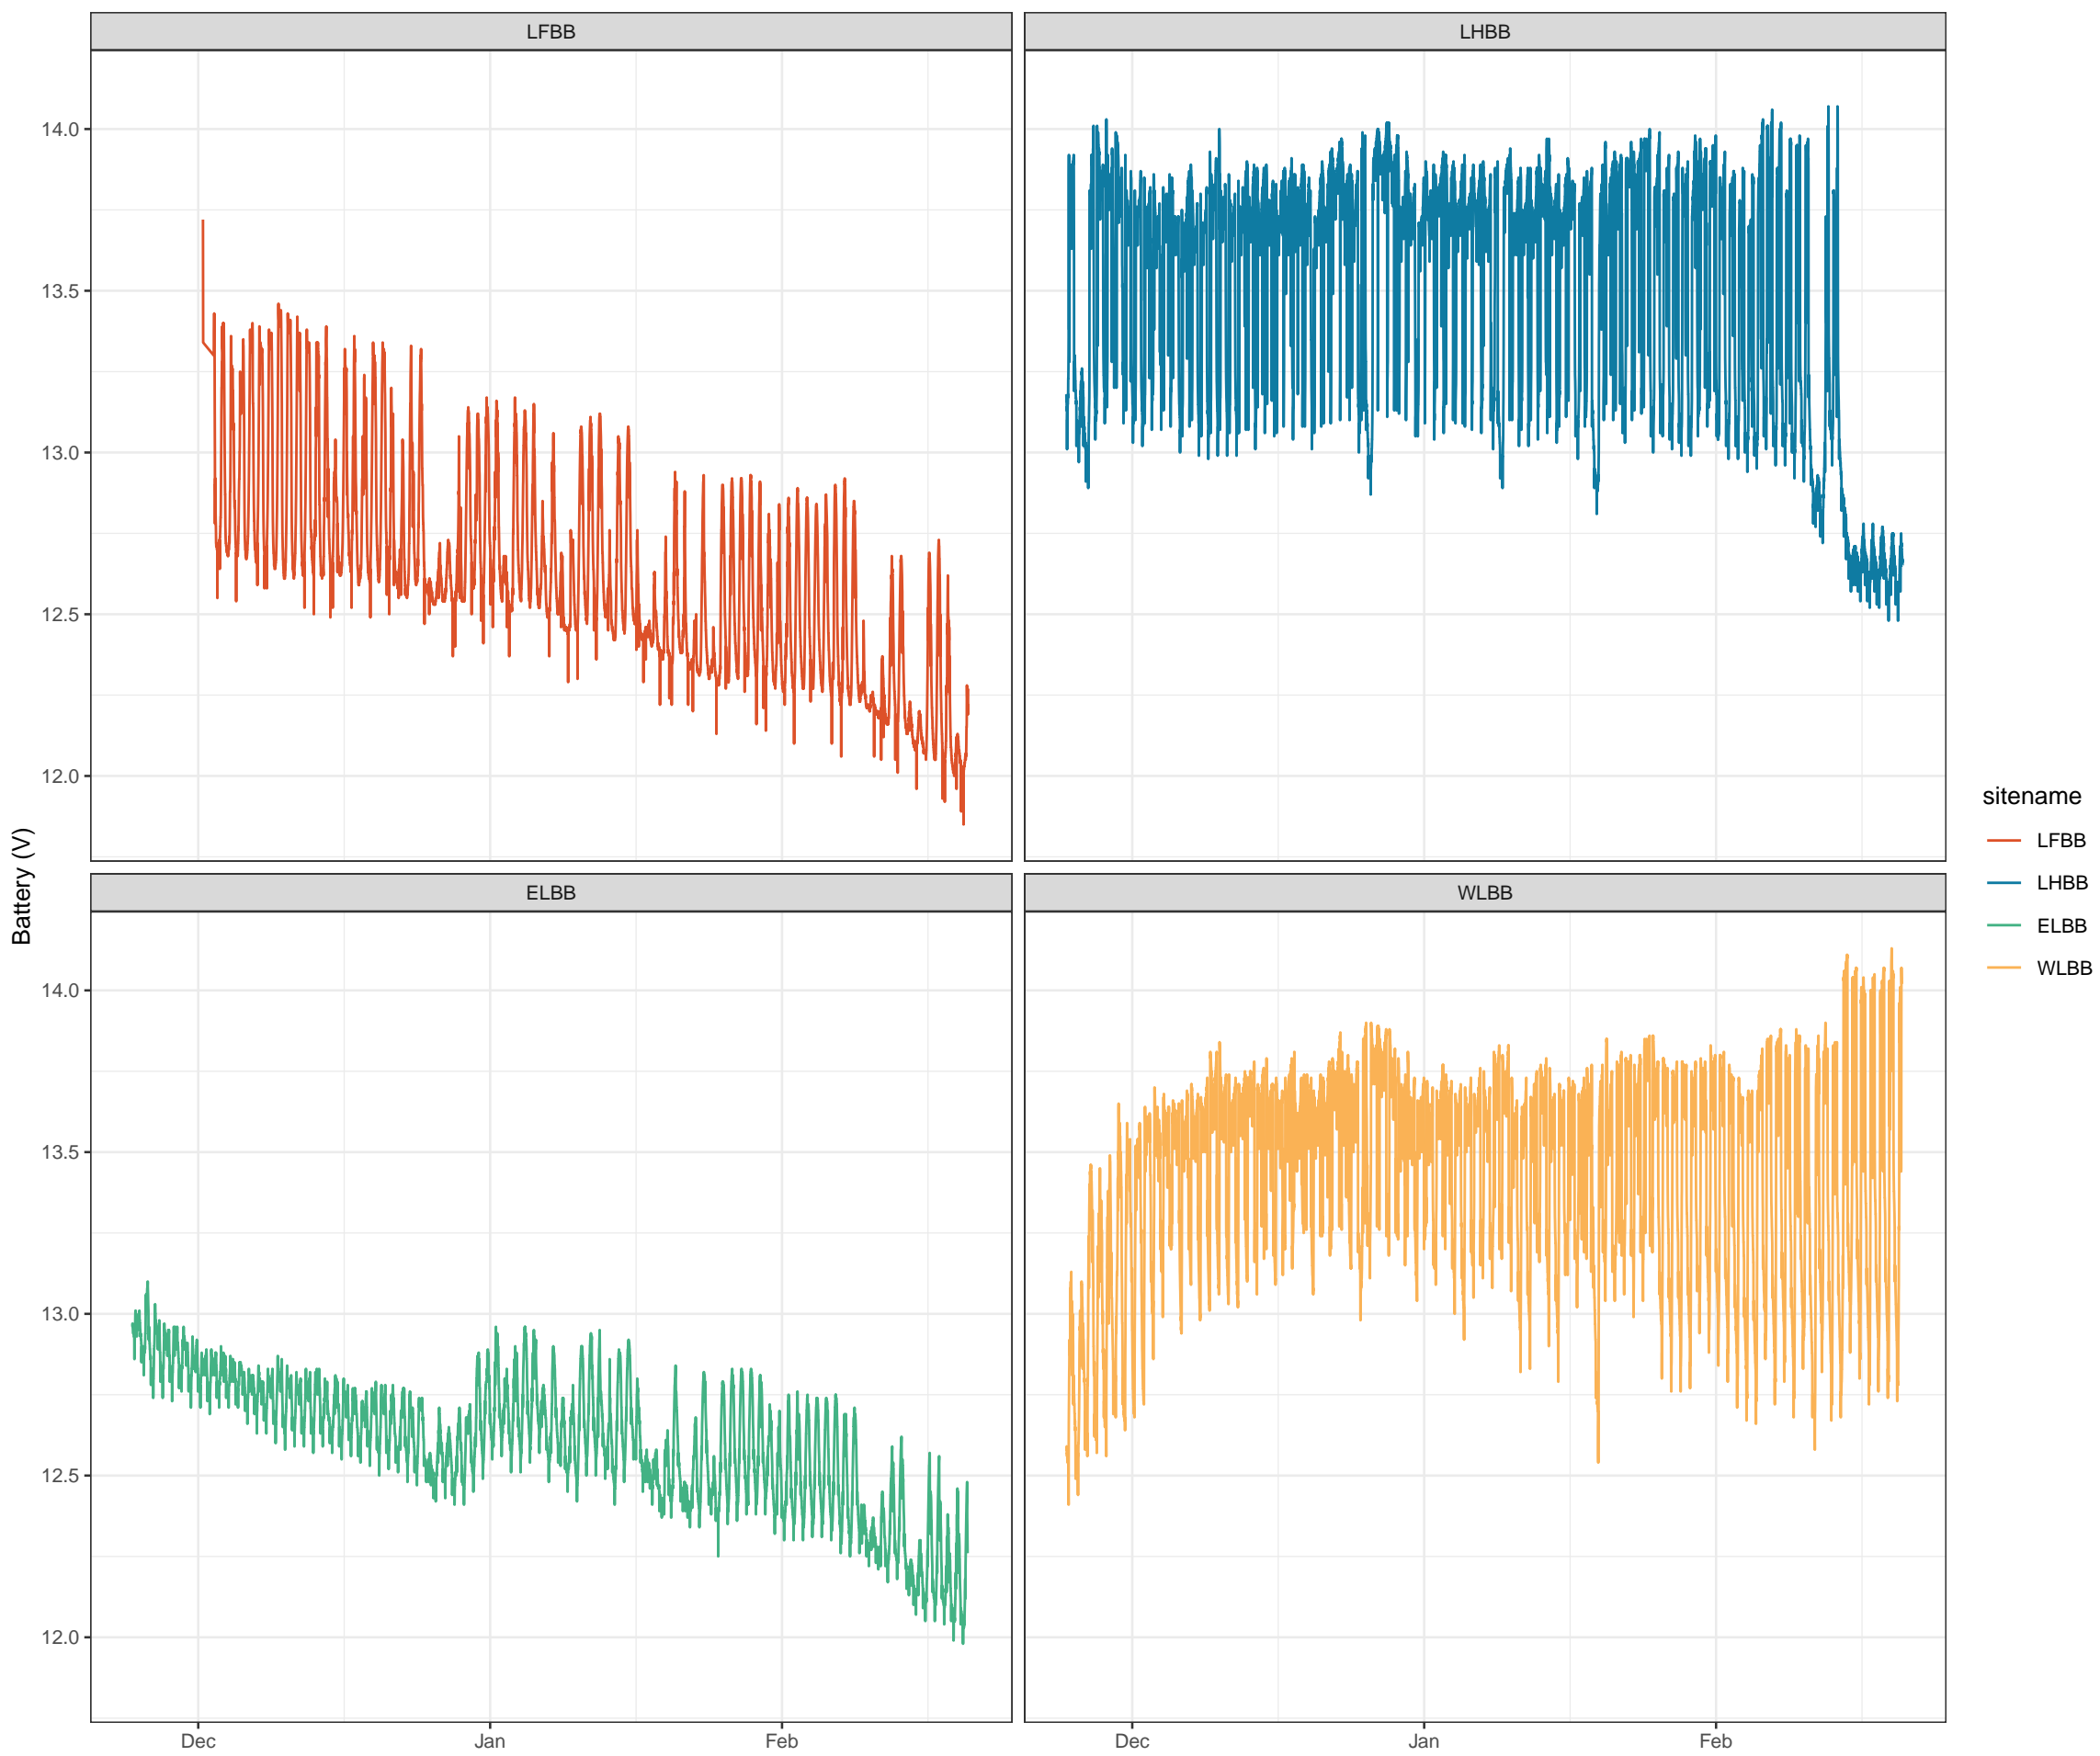 LFBB
LHBB
14.0
13.5
13.0
12.5
12.0
ELBB
WLBB
14.0
13.5
13.0
12.5
12.0
Dec
Jan
Feb
Dec
Jan
Feb
Battery (V)
sitename
LFBB
LHBB
ELBB
WLBB